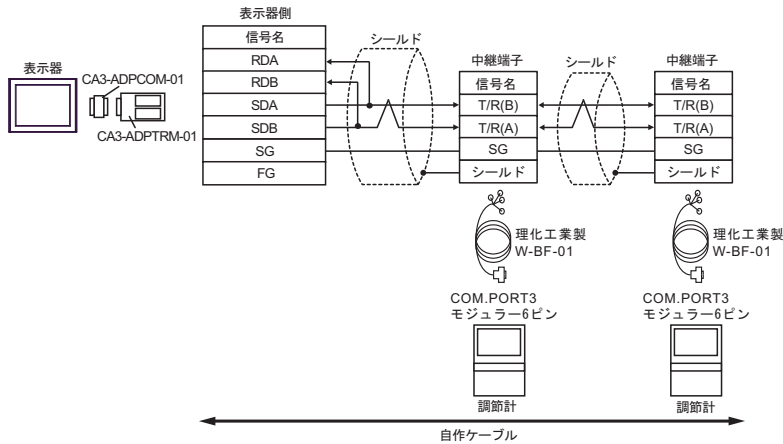 表示器
CA3-ADPCOM-01
CA3-ADPTRM-01
表示器側
信号名
RDA
RDB
SDA
SDB
SG
FG
シールド
中継端子
信号名
T/R(B)
T/R(A)
SG
シールド
シールド
中継端子
信号名
T/R(B)
T/R(A)
SG
シールド
理化工業製
W-BF-01
COM.PORT3
モジュラー6ピン
調節計
理化工業製
W-BF-01
COM.PORT3
モジュラー6ピン
調節計
自作ケーブル